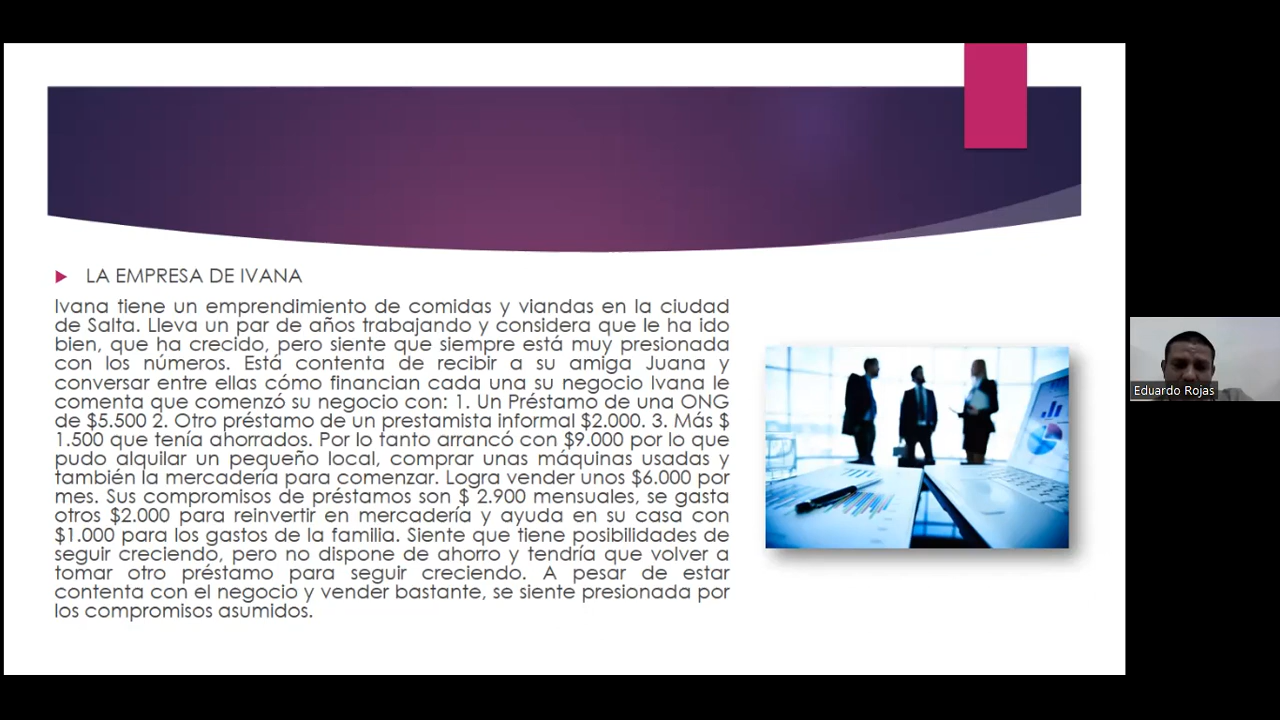 LA EMPRESA DE IVANA
Ivana tiene un emprendimiento de comidas y viandas en la ciudad
de Salta. Lleva un par de años trabajando y considera que le ha ido
bien, que ha crecido, pero siente que siempre está muy presionada
con los números. Está contenta de recibir a su amiga Juana y
conversar entre ellas cómo financian cada una su negocio Ivana le
comenta que comenzó su negocio con: 1. Un Préstamo de una ONG
de $5.500 2. Otro préstamo de un prestamista informal $2.000. 3. Más $
1.500 que tenía ahorrados. Por lo tanto arrancó con $9.000 por lo que
pudo alquilar un pequeño local, comprar unas máquinas usadas y
también la mercadería para comenzar. Logra vender unos $6.000 por
mes. Sus compromisos de préstamos son $ 2.900 mensuales, se gasta
otros $2.000 para reinvertir en mercadería y ayuda en su casa con
$1.000 para los gastos de la familia. Siente que tiene posibilidades de
seguir creciendo, pero no dispone de ahorro y tendría que volver a
tomar otro préstamo para seguir creciendo. A pesar de estar
contenta con el negocio y vender bastante, se siente presionada por
los compromisos asumidos.
Eduardo Rojas